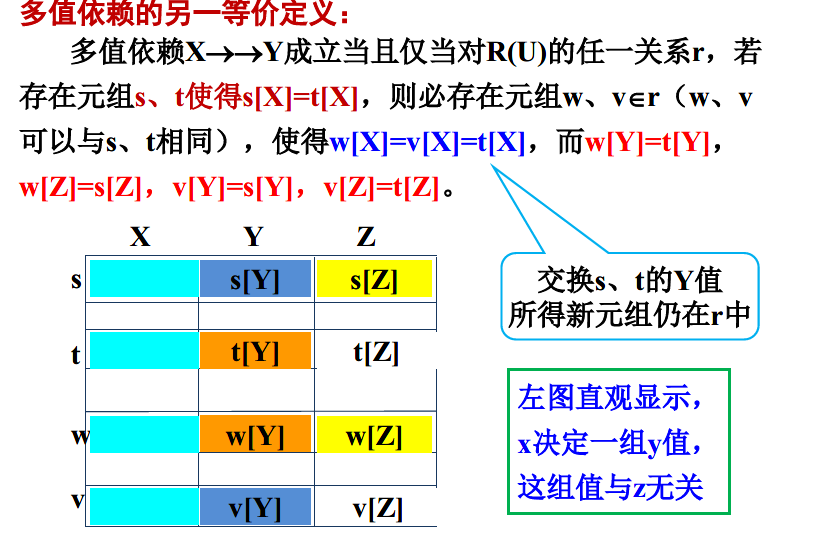 多值依赖的另一等价定义：
多值依赖X→→Y成立当且仅当对R(U)的任一关系r，若
存在元组s、t使得s[X]=t[X]，则必存在元组w、v∈r（w、v
可以与s、t相同），使得w[X]=v[X]=t[X]，而w[Y]=t[Y]，
w[Z]=s[Z]，v[Y]=s[Y]，v[Z]=t[Z]。
X Y Z
s s[Y] s[Z]
t t[Y] t[Z]
w w[Y] w[Z]
v v[Y] v[Z]
交换s、t的Y值
所得新元组仍在r中
左图直观显示，
x决定一组y值，
这组值与z无关